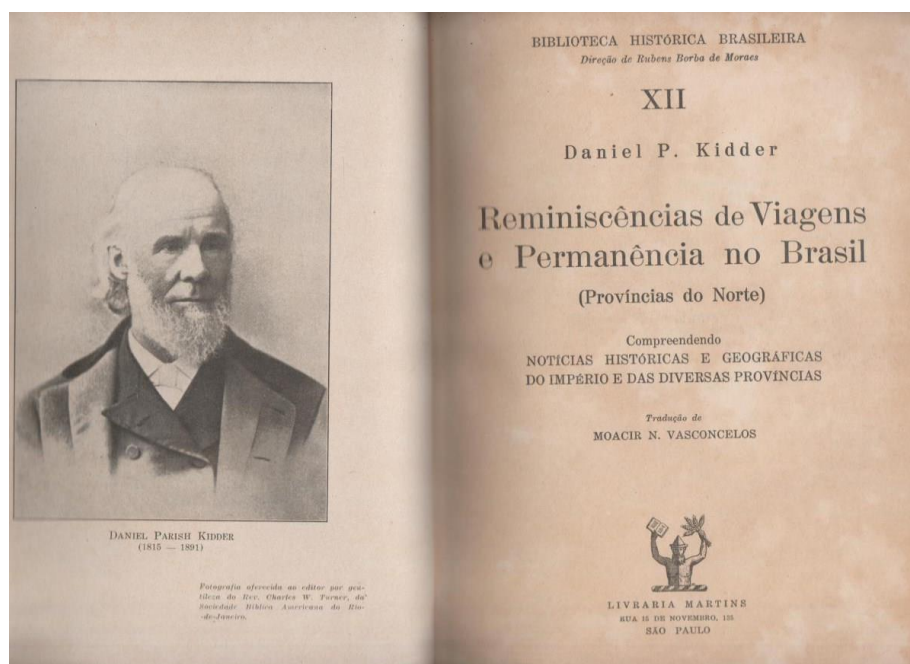 DANIEL PARISH KIDDER
(1815 — 1891)
Fotografia oferecida ao editor por gen-
tileza do Rev. Charles W. Turner, da
Sociedade Bíblica Americana do Rio-
-de-Janeiro.
BIBLIOTECA HISTÓRICA BRASILEIRA
Direção de Rubens Borba de Moraes
XII
Daniel P. Kidder
Reminiscências de Viagens
e Permanência no Brasil
(Províncias do Norte)
Compreendendo
NOTÍCIAS HISTÓRICAS E GEOGRÁFICAS
DO IMPÉRIO E DAS DIVERSAS PROVÍNCIAS
Tradução de
MOACIR N. VASCONCELOS
LIVRARIA MARTINS
RUA 15 DE NOVEMBRO, 135
SÃO PAULO